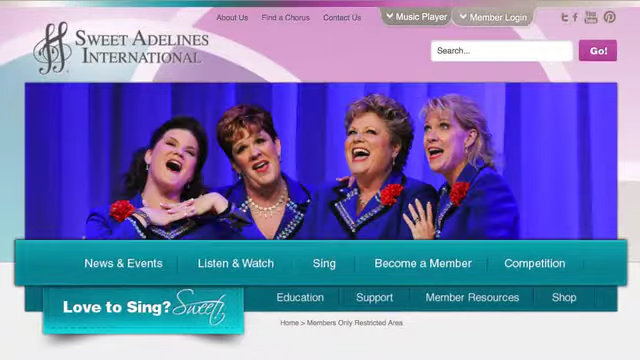 About Us Find a Chorus Contact Us Music Player Member Login
SWEET ADELINES
INTERNATIONAL
Search... Go!
News & Events Listen & Watch Sing Become a Member Competition
Love to Sing? Sweet!
Education Support Member Resources Shop
Home > Members Only Restricted Area